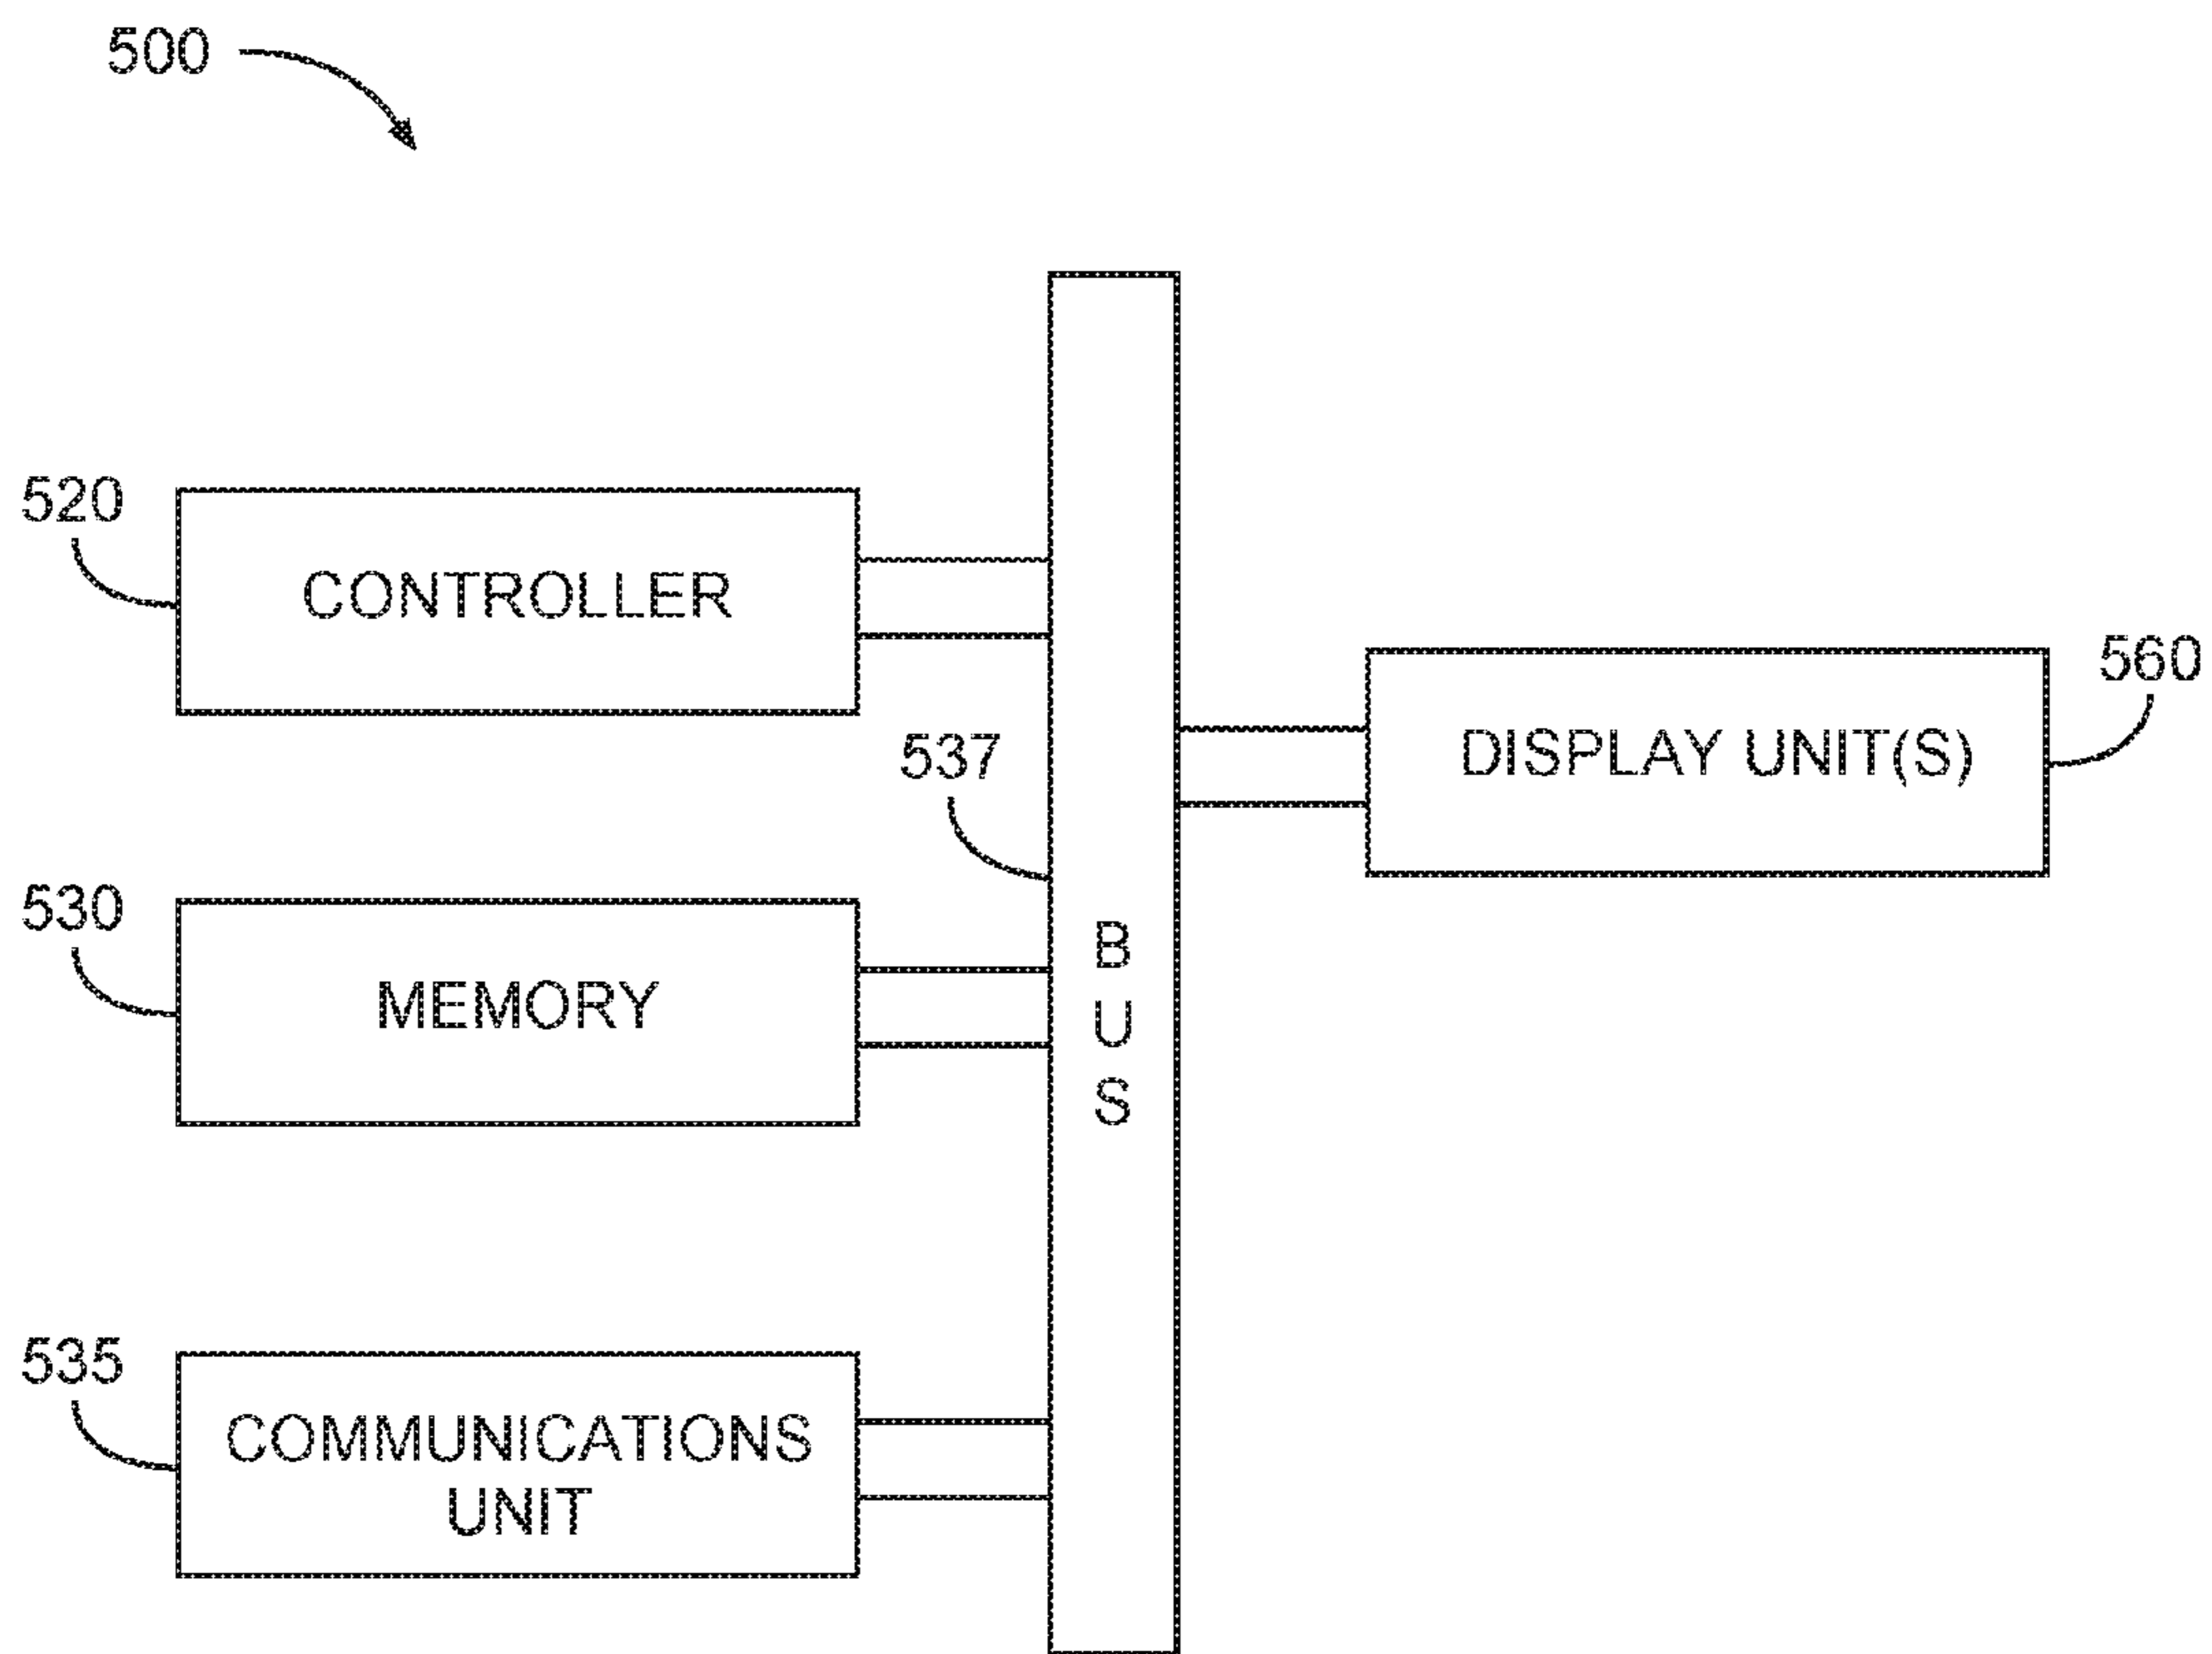 500
520
CONTROLLER
560
DISPLAY UNIT(S)
537
530
MEMORY
B
U
S
535
COMMUNICATIONS
UNIT